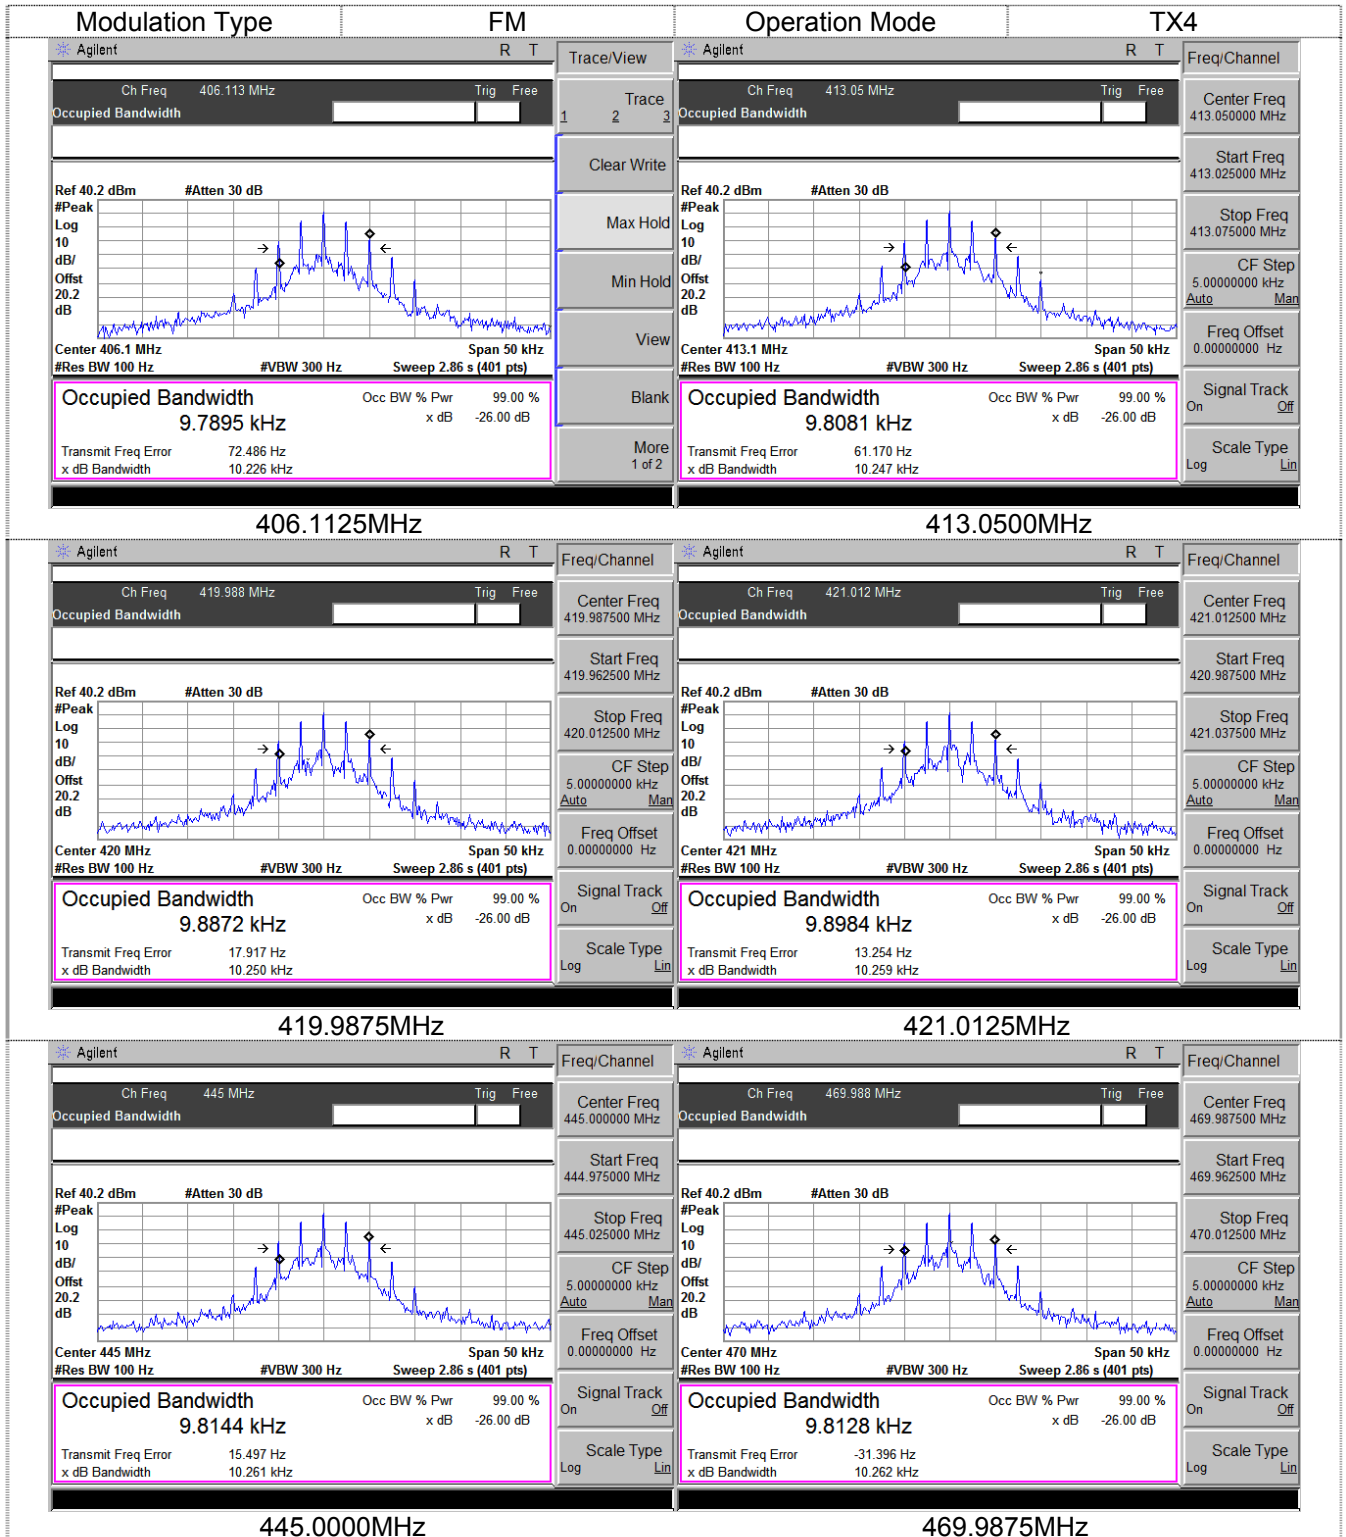 Modulation Type FM Operation Mode TX4
Agilent R T
Trace/View
Ch Freq 406.113 MHz Trig Free
Occupied Bandwidth
Trace
1 2 3
Clear Write
Max Hold
Min Hold
View
Blank
More
1 of 2
Ref 40.2 dBm #Atten 30 dB
#Peak
Log
10
dB/
Offst
20.2
dB
Center 406.1 MHz Span 50 kHz
#Res BW 100 Hz #VBW 300 Hz Sweep 2.86 s (401 pts)
Occupied Bandwidth Occ BW % Pwr 99.00 %
9.7895 kHz x dB -26.00 dB
Transmit Freq Error 72.486 Hz
x dB Bandwidth 10.226 kHz
406.1125MHz
Agilent R T
Freq/Channel
Ch Freq 413.05 MHz Trig Free
Occupied Bandwidth
Center Freq
413.050000 MHz
Start Freq
413.025000 MHz
Stop Freq
413.075000 MHz
CF Step
5.00000000 kHz
Auto Man
Freq Offset
0.00000000 Hz
Signal Track
On Off
Scale Type
Log Lin
Ref 40.2 dBm #Atten 30 dB
#Peak
Log
10
dB/
Offst
20.2
dB
Center 413.1 MHz Span 50 kHz
#Res BW 100 Hz #VBW 300 Hz Sweep 2.86 s (401 pts)
Occupied Bandwidth Occ BW % Pwr 99.00 %
9.8081 kHz x dB -26.00 dB
Transmit Freq Error 61.170 Hz
x dB Bandwidth 10.247 kHz
413.0500MHz
Agilent R T
Freq/Channel
Ch Freq 419.988 MHz Trig Free
Occupied Bandwidth
Center Freq
419.987500 MHz
Start Freq
419.962500 MHz
Stop Freq
420.012500 MHz
CF Step
5.00000000 kHz
Auto Man
Freq Offset
0.00000000 Hz
Signal Track
On Off
Scale Type
Log Lin
Ref 40.2 dBm #Atten 30 dB
#Peak
Log
10
dB/
Offst
20.2
dB
Center 420 MHz Span 50 kHz
#Res BW 100 Hz #VBW 300 Hz Sweep 2.86 s (401 pts)
Occupied Bandwidth Occ BW % Pwr 99.00 %
9.8872 kHz x dB -26.00 dB
Transmit Freq Error 17.917 Hz
x dB Bandwidth 10.250 kHz
419.9875MHz
Agilent R T
Freq/Channel
Ch Freq 421.012 MHz Trig Free
Occupied Bandwidth
Center Freq
421.012500 MHz
Start Freq
420.987500 MHz
Stop Freq
421.037500 MHz
CF Step
5.00000000 kHz
Auto Man
Freq Offset
0.00000000 Hz
Signal Track
On Off
Scale Type
Log Lin
Ref 40.2 dBm #Atten 30 dB
#Peak
Log
10
dB/
Offst
20.2
dB
Center 421 MHz Span 50 kHz
#Res BW 100 Hz #VBW 300 Hz Sweep 2.86 s (401 pts)
Occupied Bandwidth Occ BW % Pwr 99.00 %
9.8984 kHz x dB -26.00 dB
Transmit Freq Error 13.254 Hz
x dB Bandwidth 10.259 kHz
421.0125MHz
Agilent R T
Freq/Channel
Ch Freq 445 MHz Trig Free
Occupied Bandwidth
Center Freq
445.000000 MHz
Start Freq
444.975000 MHz
Stop Freq
445.025000 MHz
CF Step
5.00000000 kHz
Auto Man
Freq Offset
0.00000000 Hz
Signal Track
On Off
Scale Type
Log Lin
Ref 40.2 dBm #Atten 30 dB
#Peak
Log
10
dB/
Offst
20.2
dB
Center 445 MHz Span 50 kHz
#Res BW 100 Hz #VBW 300 Hz Sweep 2.86 s (401 pts)
Occupied Bandwidth Occ BW % Pwr 99.00 %
9.8144 kHz x dB -26.00 dB
Transmit Freq Error 15.497 Hz
x dB Bandwidth 10.261 kHz
445.0000MHz
Agilent R T
Freq/Channel
Ch Freq 469.988 MHz Trig Free
Occupied Bandwidth
Center Freq
469.987500 MHz
Start Freq
469.962500 MHz
Stop Freq
470.012500 MHz
CF Step
5.00000000 kHz
Auto Man
Freq Offset
0.00000000 Hz
Signal Track
On Off
Scale Type
Log Lin
Ref 40.2 dBm #Atten 30 dB
#Peak
Log
10
dB/
Offst
20.2
dB
Center 470 MHz Span 50 kHz
#Res BW 100 Hz #VBW 300 Hz Sweep 2.86 s (401 pts)
Occupied Bandwidth Occ BW % Pwr 99.00 %
9.8128 kHz x dB -26.00 dB
Transmit Freq Error -31.396 Hz
x dB Bandwidth 10.262 kHz
469.9875MHz